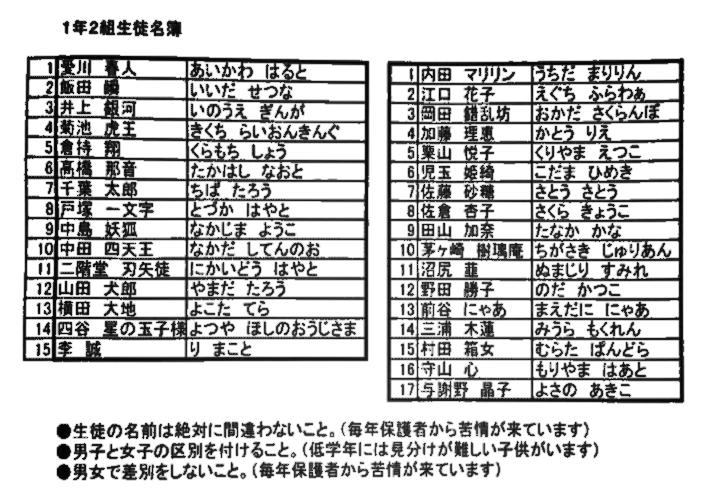 1年2組生徒名簿
1 愛川 春人 あいかわ はると
2 飯田 瞬 いいだ せつな
3 井上 銀河 いのうえ ぎんが
4 菊池 虎王 きくち らいおんきんぐ
5 倉持 翔 くらもち しょう
6 高橋 那音 たかはし なおと
7 千葉 太郎 ちば たろう
8 戸塚 一文字 とづか はやと
9 中島 妖狐 なかじま ようこ
10 中田 四天王 なかだ してんのお
11 二階堂 刃矢徒 にかいどう はやと
12 山田 犬郎 やまだ たろう
13 横田 大地 よこた てら
14 四谷 星の玉子様 よつや ほしのおうじさま
15 李 誠 り まこと
1 内田 マリリン うちだ まりりん
2 江口 花子 えぐち ふらわぁ
3 岡田 錯乱坊 おかだ さくらんぼ
4 加藤 理恵 かとう りえ
5 栗山 悦子 くりやま えつこ
6 児玉 姫綺 こだま ひめき
7 佐藤 砂糖 さとう さとう
8 佐倉 杏子 さくら きょうこ
9 田山 加奈 たなか かな
10 茅ヶ崎 樹璃庵 ちがさき じゅりあん
11 沼尻 菫 ぬまじり すみれ
12 野田 勝子 のだ かつこ
13 前谷 にゃあ まえだに にゃあ
14 三浦 木蓮 みうら もくれん
15 村田 箱女 むらた ぱんどら
16 守山 心 もりやま はあと
17 与謝野 晶子 よさの あきこ
●生徒の名前は絶対に間違わないこと。(毎年保護者から苦情が来ています)
●男子と女子の区別を付けること。(低学年には見分けが難しい子供がいます)
●男女で差別をしないこと。(毎年保護者から苦情が来ています)